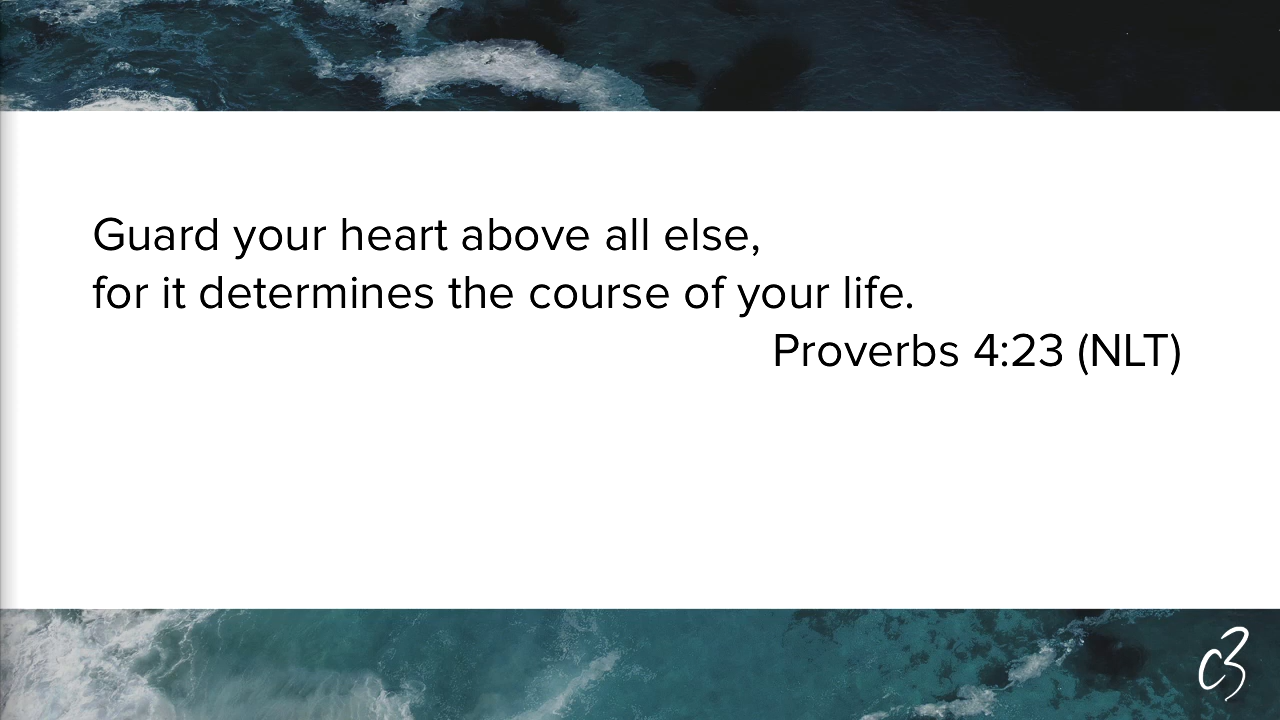 Guard your heart above all else,
for it determines the course of your life.
Proverbs 4:23 (NLT)
c3